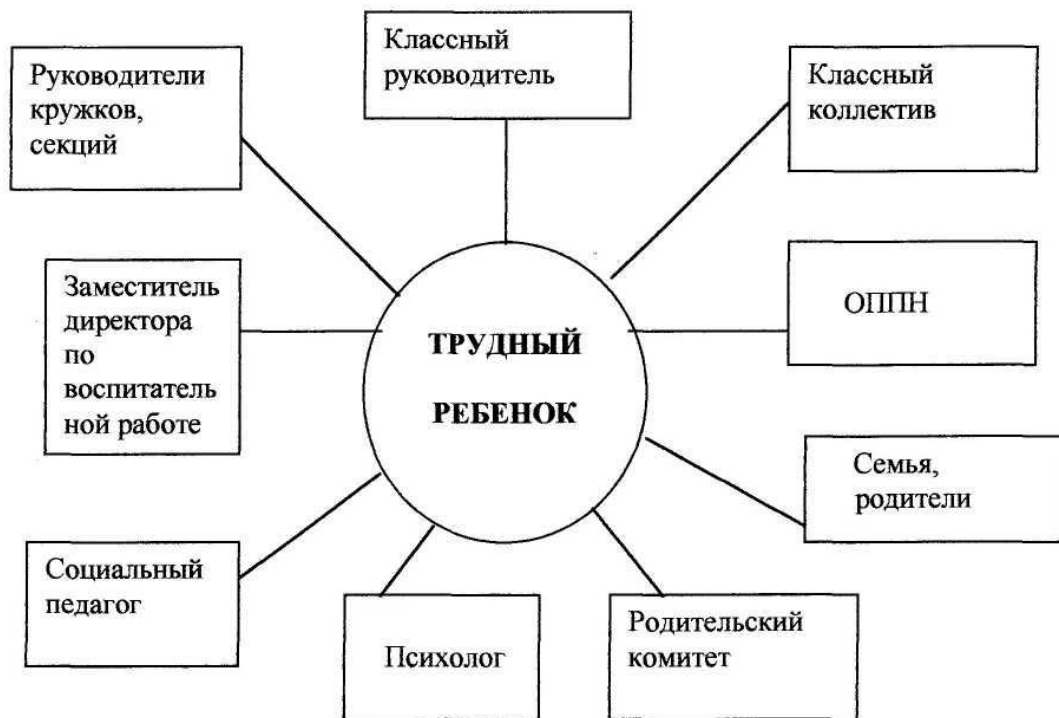 Классный
руководитель
Руководители
кружков,
секций
Классный
коллектив
Заместитель
директора
по
воспитатель
ной работе
ТРУДНЫЙ
РЕБЕНОК
ОППН
Семья,
родители
Социальный
педагог
Психолог
Родительский
комитет